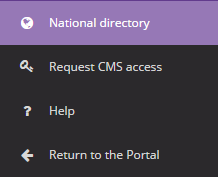 National directory
Request CMS access
Help
Return to the Portal